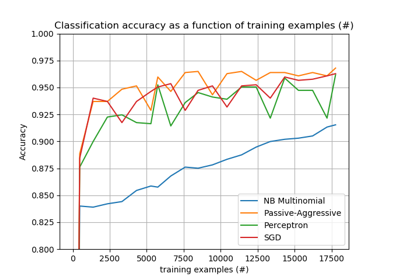 Classification accuracy as a function of training examples (#)
1.000
0.975
0.950
0.925
0.900
0.875
0.850
0.825
0.800
Accuracy
NB Multinomial
Passive-Aggressive
Perceptron
SGD
0 2500 5000 7500 10000 12500 15000 17500
training examples (#)